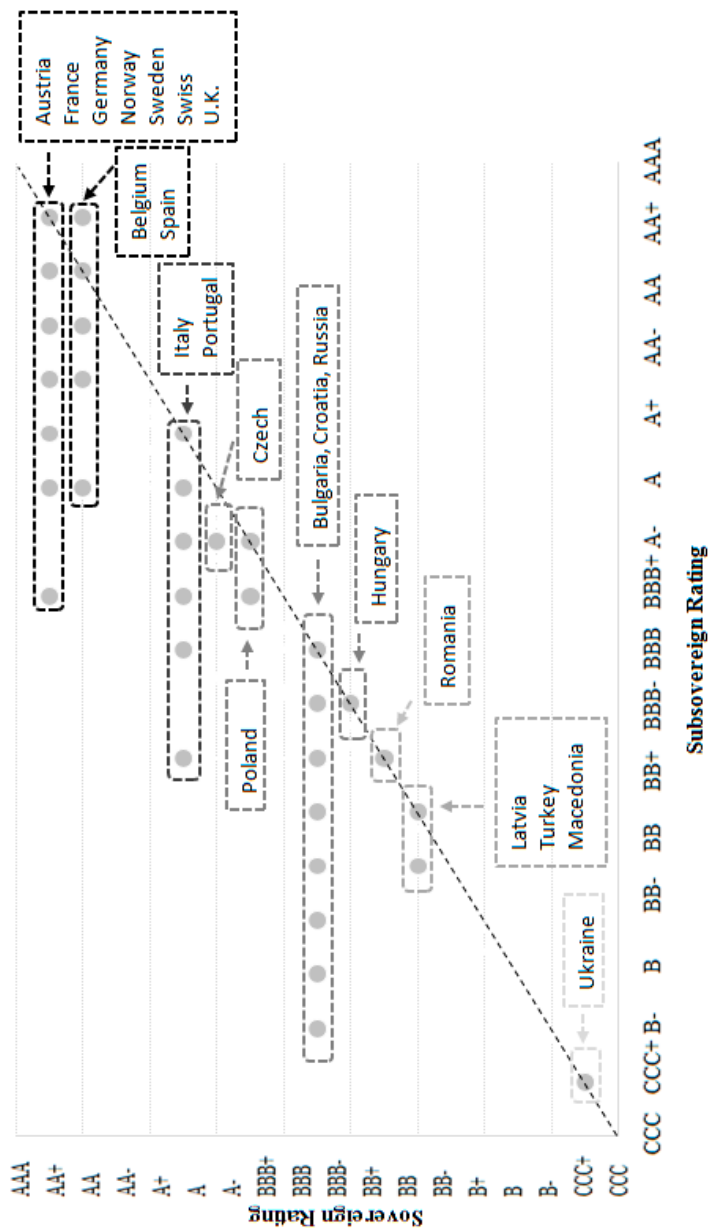 Sovereign Rating
AAA
AA+
AA
AA-
A+
A
A-
BBB+
BBB
BBB-
BB+
BB
BB-
B+
B
B-
CCC+
CCC
Austria
France
Germany
Norway
Sweden
Swiss
U.K.
Belgium
Spain
Italy
Portugal
Czech
Poland
Bulgaria, Croatia, Russia
Hungary
Romania
Latvia
Turkey
Macedonia
Ukraine
CCC CCC+ B- B BB- BB BB+ BBB- BBB BBB+ A- A A+ AA- AA AA+ AAA
Subsovereign Rating